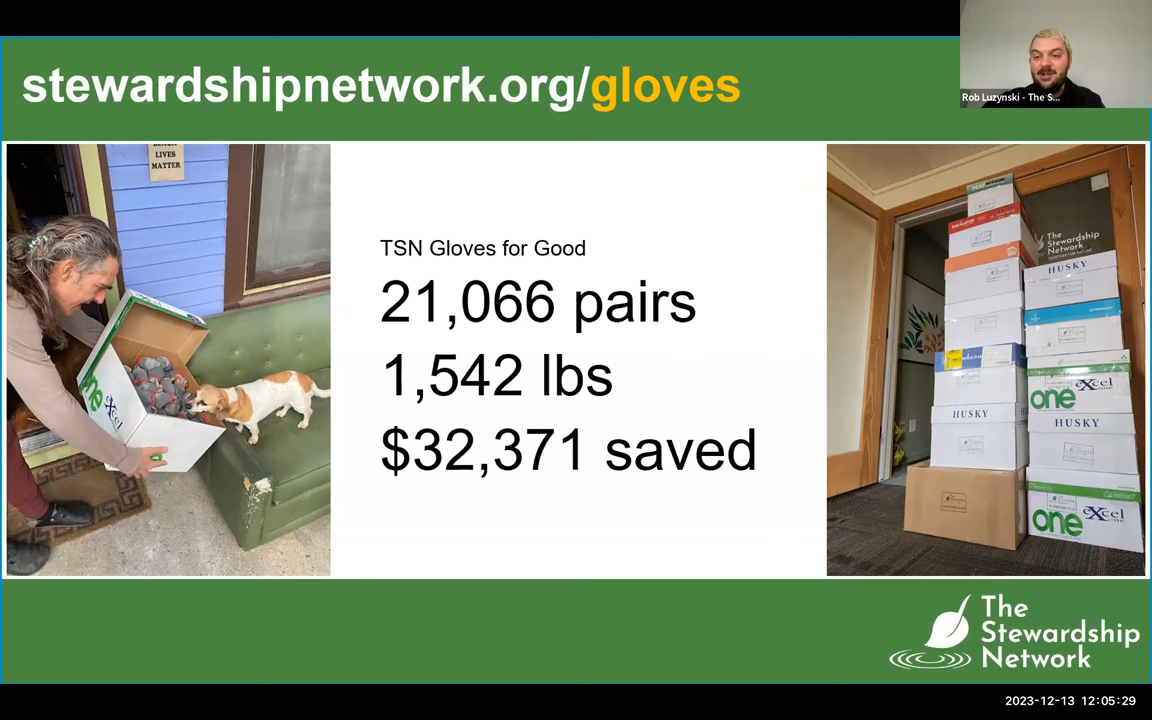 stewardshipnetwork.org/gloves
Rob Luzynski - The S...
LIVES
MATTER
TSN Gloves for Good
21,066 pairs
1,542 lbs
$32,371 saved
one
excel
The
Stewardship
Network
HUSKY
HUSKY
HUSKY
one
excel
one
excel
The
Stewardship
Network
2023-12-13 12:05:29